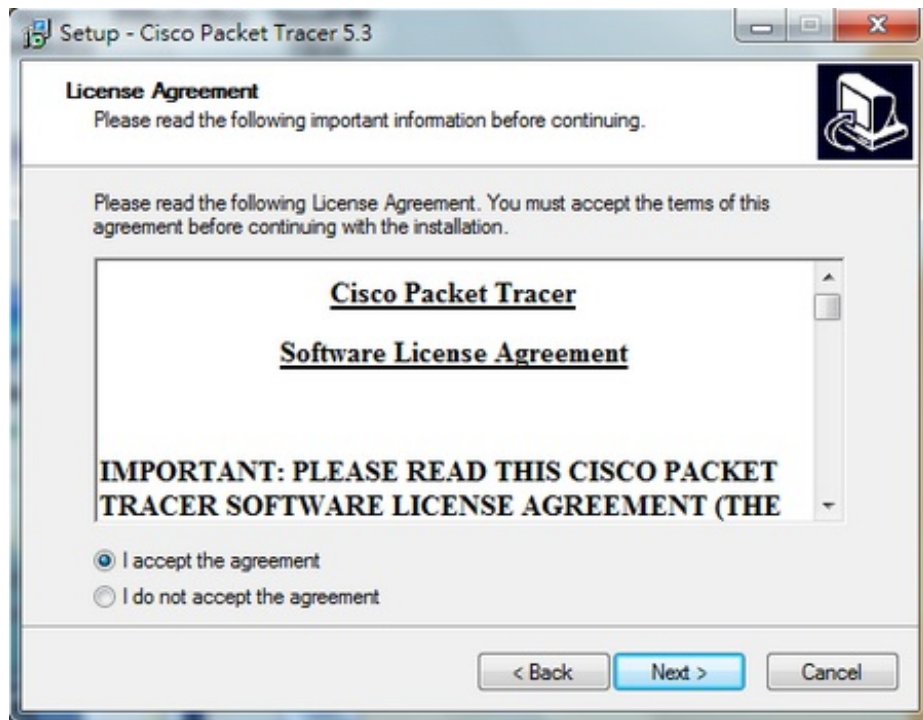 Setup - Cisco Packet Tracer 5.3
License Agreement
Please read the following important information before continuing.
Please read the following License Agreement. You must accept the terms of this
agreement before continuing with the installation.
Cisco Packet Tracer
Software License Agreement
IMPORTANT: PLEASE READ THIS CISCO PACKET
TRACER SOFTWARE LICENSE AGREEMENT (THE
I accept the agreement
I do not accept the agreement
< Back
Next >
Cancel